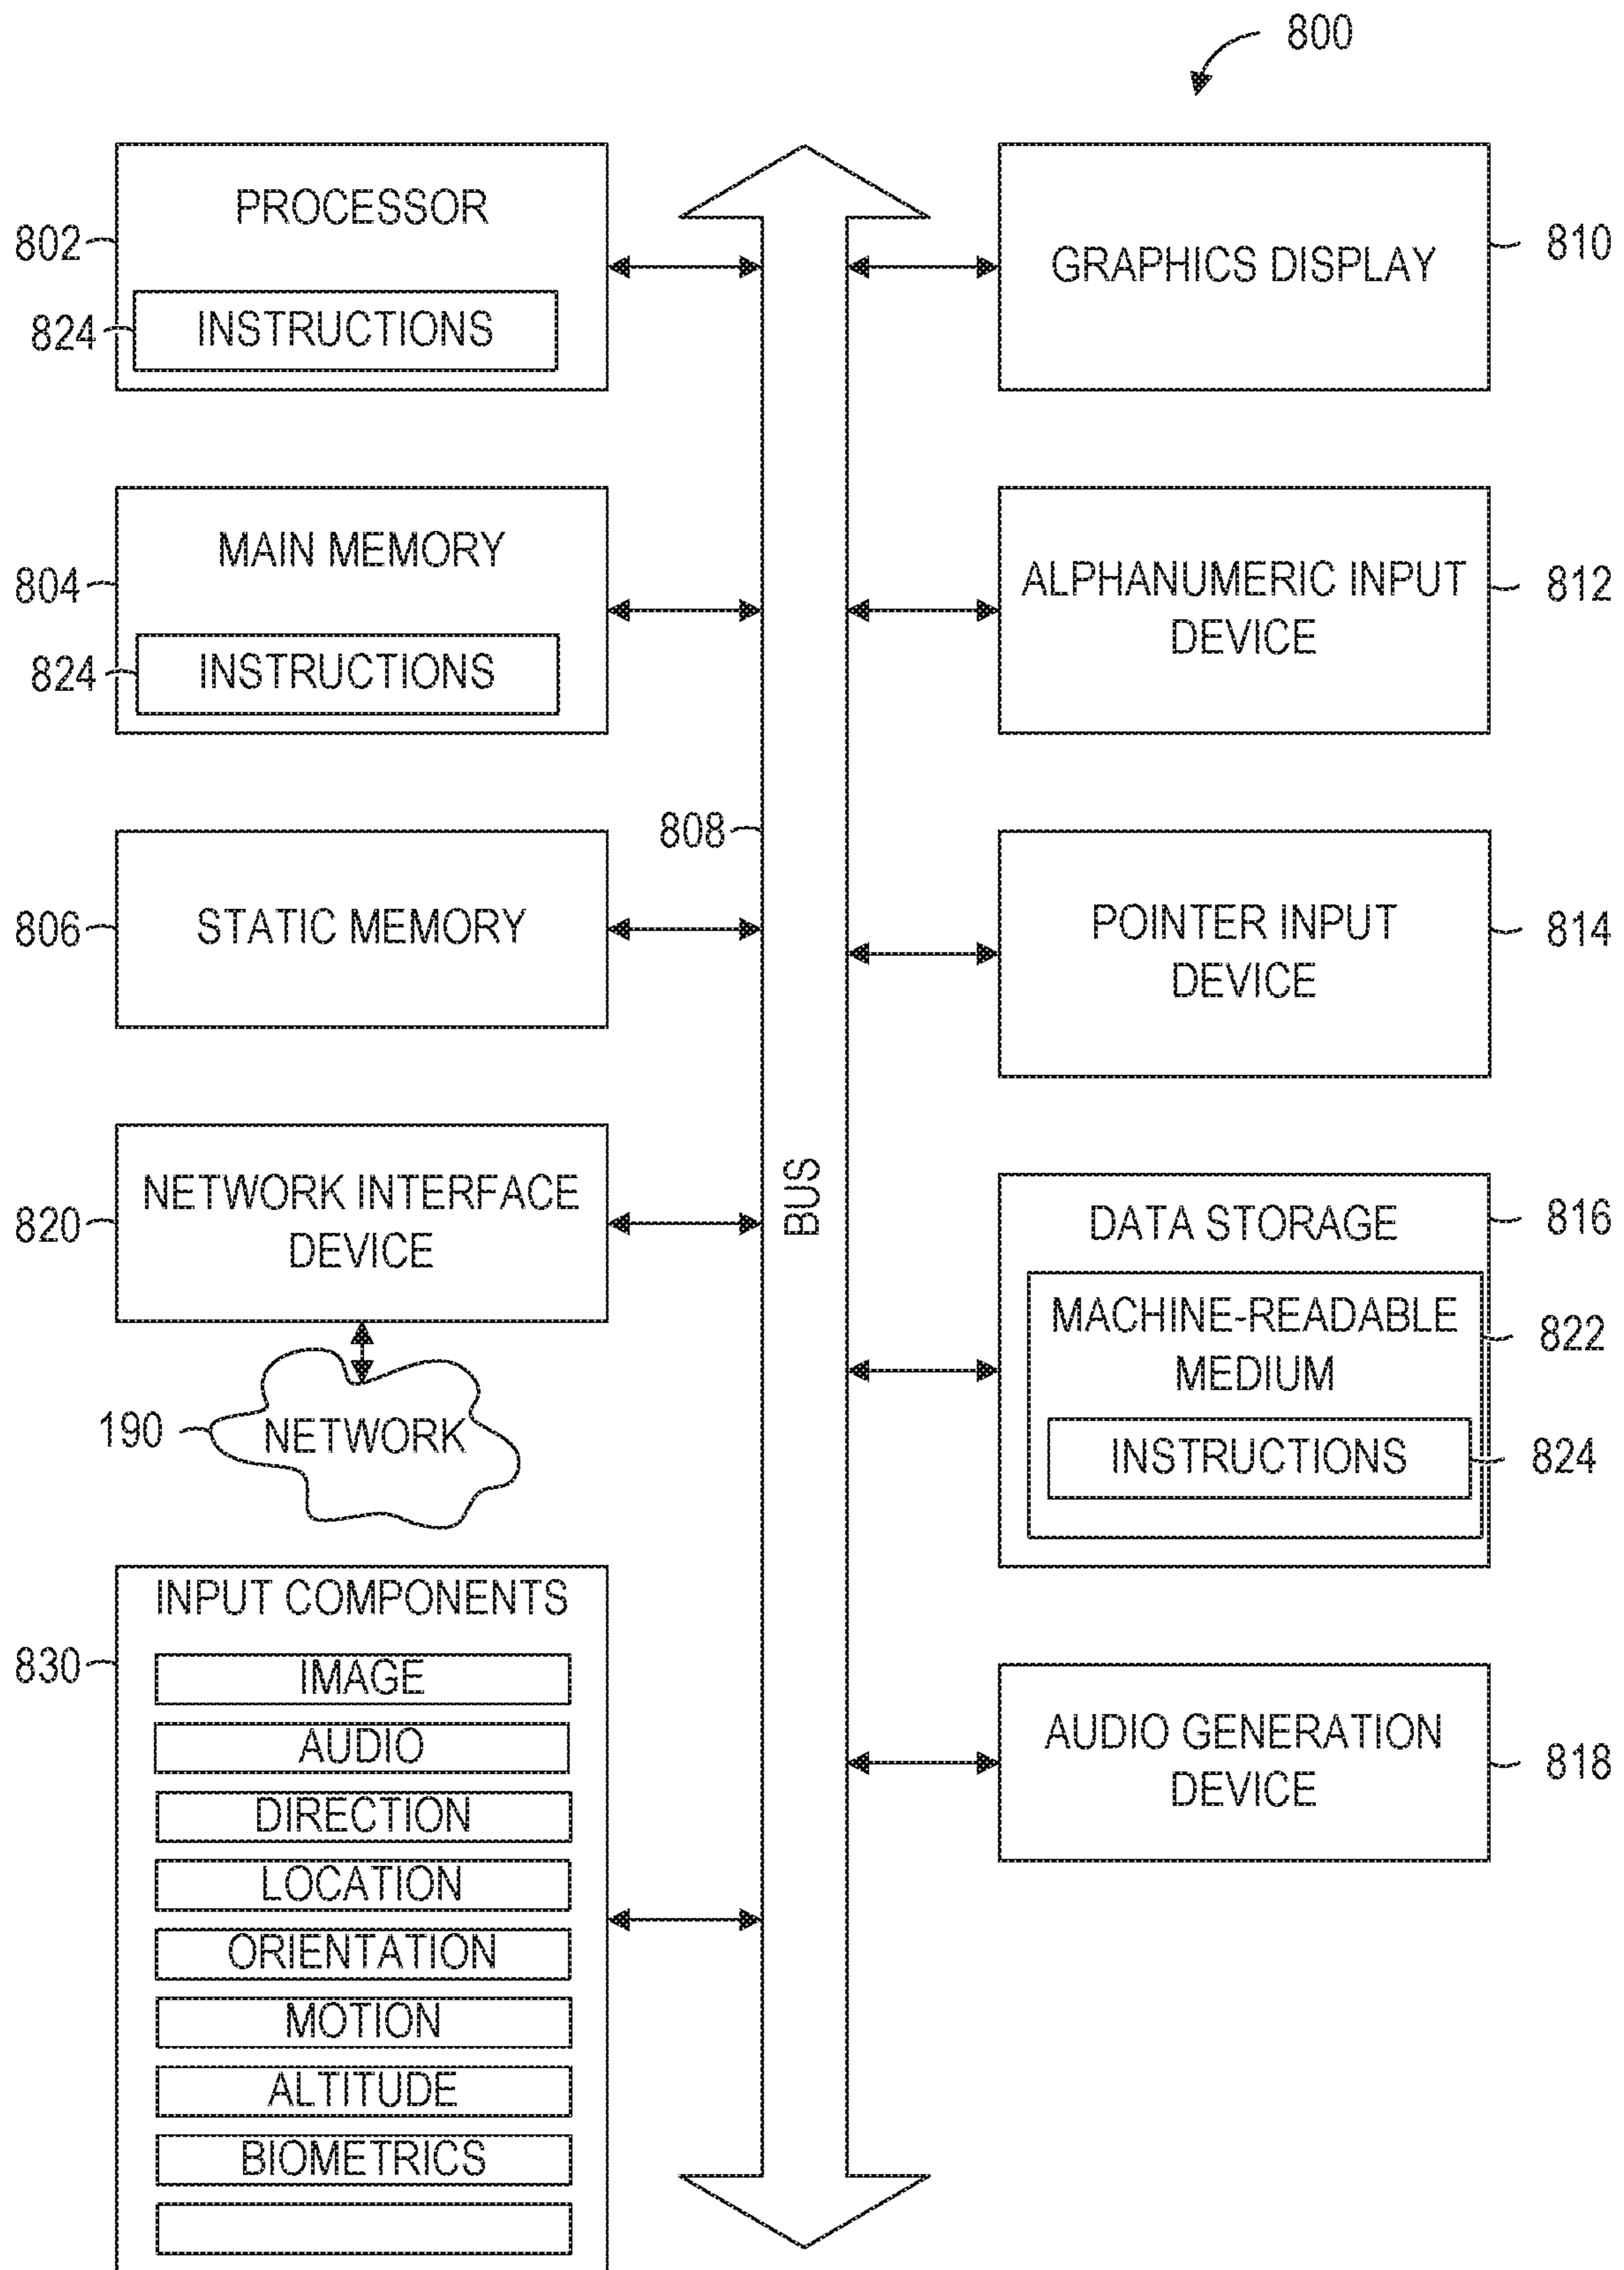 800
PROCESSOR
802
824
INSTRUCTIONS
MAIN MEMORY
804
824
INSTRUCTIONS
806
STATIC MEMORY
820
NETWORK INTERFACE
DEVICE
190
NETWORK
INPUT COMPONENTS
830
IMAGE
AUDIO
DIRECTION
LOCATION
ORIENTATION
MOTION
ALTITUDE
BIOMETRICS
808
BUS
GRAPHICS DISPLAY
810
ALPHANUMERIC INPUT
DEVICE
812
POINTER INPUT
DEVICE
814
DATA STORAGE
816
MACHINE-READABLE
MEDIUM
822
INSTRUCTIONS
824
AUDIO GENERATION
DEVICE
818